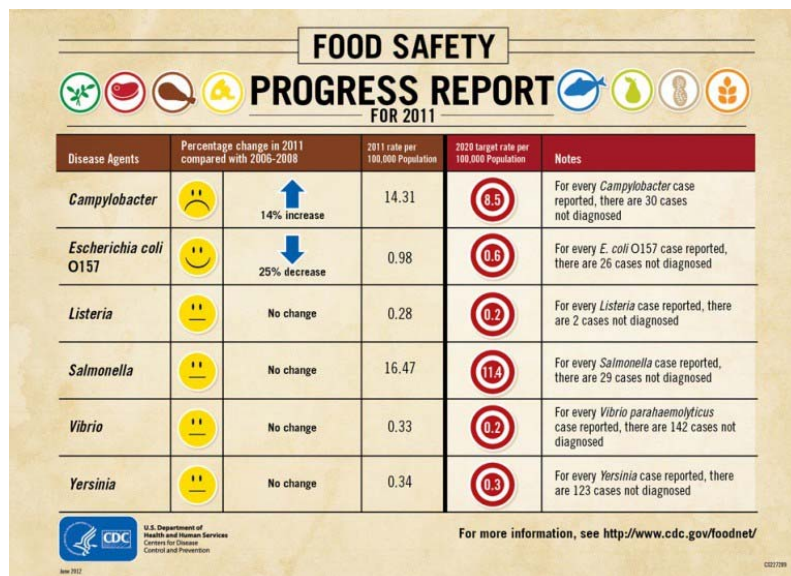 FOOD SAFETY
PROGRESS REPORT
FOR 2011
Disease Agents
Percentage change in 2011
compared with 2006-2008
2011 rate per
100,000 Population
2020 target rate per
100,000 Population
Notes
Campylobacter
14% increase
14.31
8.5
For every Campylobacter case
reported, there are 30 cases
not diagnosed
Escherichia coli
O157
25% decrease
0.98
0.6
For every E. coli O157 case reported,
there are 26 cases not diagnosed
Listeria
No change
0.28
0.2
For every Listeria case reported, there
are 2 cases not diagnosed
Salmonella
No change
16.47
11.4
For every Salmonella case reported,
there are 29 cases not diagnosed
Vibrio
No change
0.33
0.2
For every Vibrio parahaemolyticus
case reported, there are 142 cases not
diagnosed
Yersinia
No change
0.34
0.3
For every Yersinia case reported, there
are 123 cases not diagnosed
CDC
U.S. Department of
Health and Human Services
Centers for Disease
Control and Prevention
For more information, see http://www.cdc.gov/foodnet/
June 2012